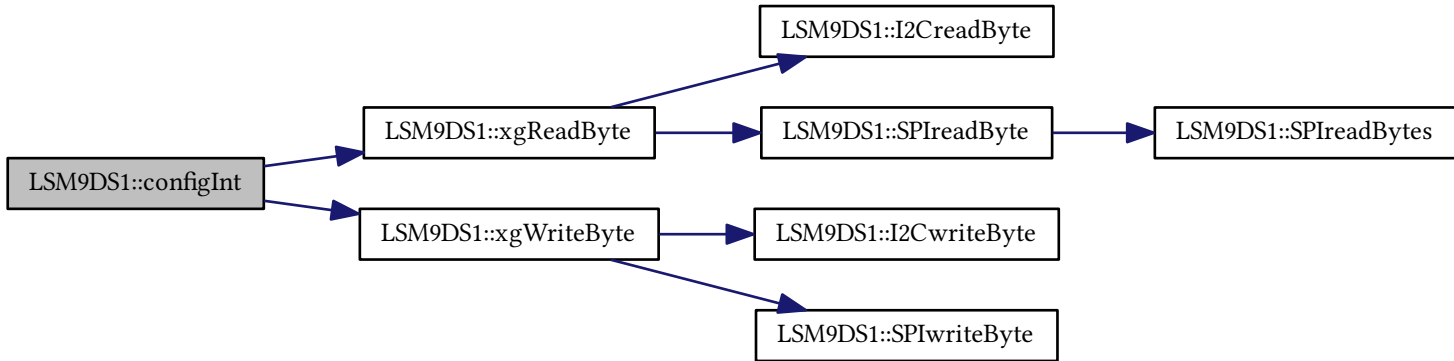 LSM9DS1::I2CreadByte
LSM9DS1::xgReadByte
LSM9DS1::SPIreadByte
LSM9DS1::SPIreadBytes
LSM9DS1::configInt
LSM9DS1::xgWriteByte
LSM9DS1::I2CwriteByte
LSM9DS1::SPIwriteByte